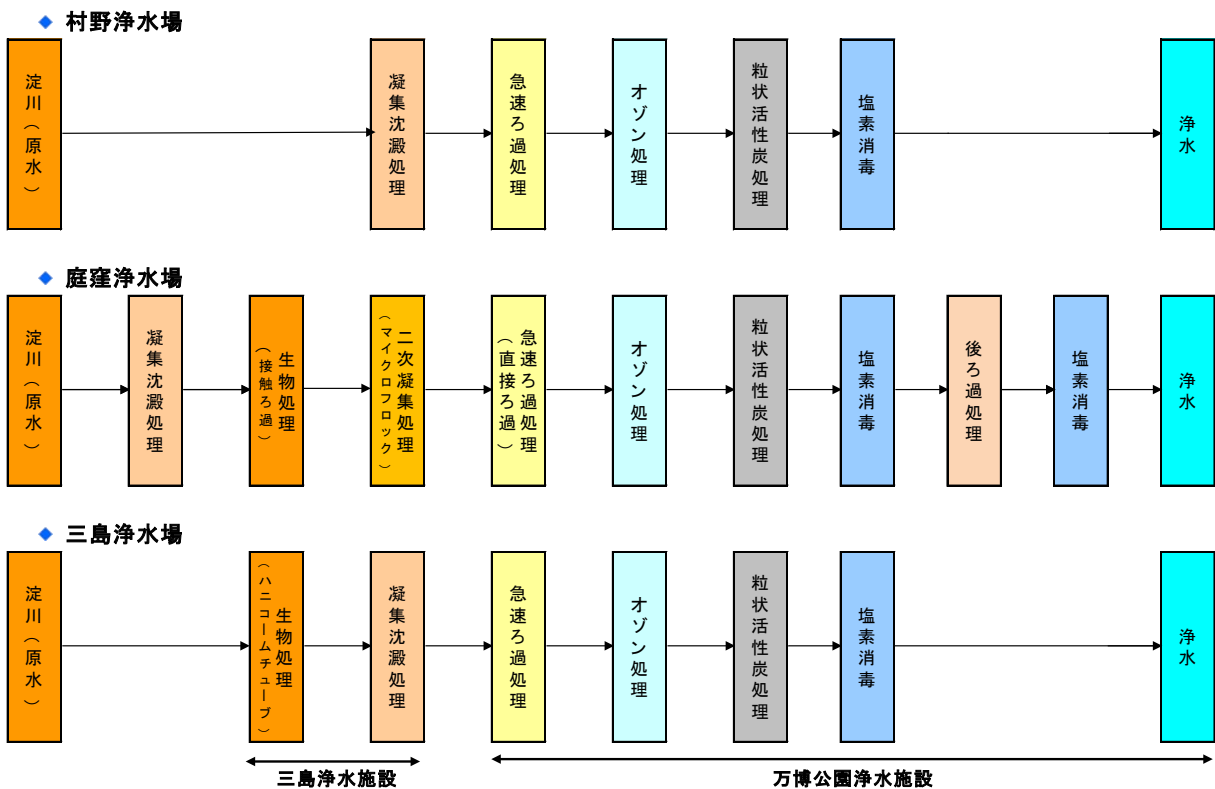 ◆ 村野浄水場
淀川(原水)
凝集沈澱処理
急速ろ過処理
オゾン処理
粒状活性炭処理
塩素消毒
浄水
◆ 庭窪浄水場
淀川(原水)
凝集沈澱処理
生物処理
(接触ろ過)
二次凝集処理
(マイクロフロック)
急速ろ過処理
(直接ろ過)
オゾン処理
粒状活性炭処理
塩素消毒
後ろ過処理
塩素消毒
浄水
◆ 三島浄水場
淀川(原水)
生物処理
(ハニコームチューブ)
凝集沈澱処理
急速ろ過処理
オゾン処理
粒状活性炭処理
塩素消毒
浄水
三島浄水施設
万博公園浄水施設